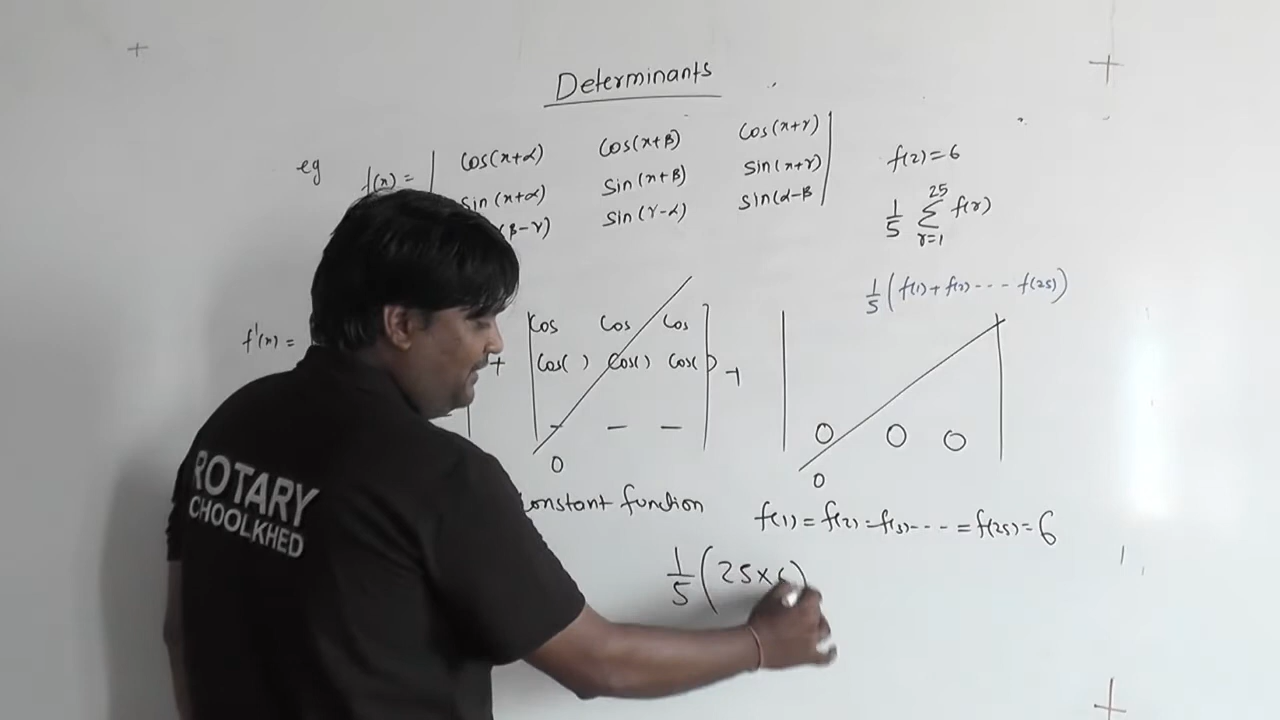 Determinants
eg f(x) = | cos(x+α) cos(x+β) cos(x+γ) |
sin(x+α) sin(x+β) sin(x+γ)
(β-γ) sin(γ-α) sin(α-β
f(2)=6
1/5 25 Σ r=1 f(r)
1/5 (f(1)+f(2)---f(25))
f'(x) =
+ | cos cos cos |
cos( ) cos( ) cos( ) +
— — —
0
0 0 0
0
onstant function
f(1)=f(2)=f(3)---=f(25)=6
1/5 (25×6)
ROTARY
CHOOLKHED